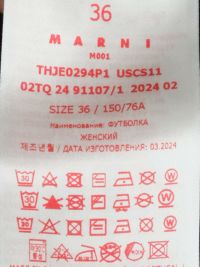 36
MARNI
M001
THJE0294P1 USCS11
02TQ 24 91107/1 2024 02
SIZE 36 / 150/76A
Наименование: ФУТБОЛКА
ЖЕНСКИЙ
제조년월 / ДАТА ИЗГОТОВЛЕНИЯ: 03.2024